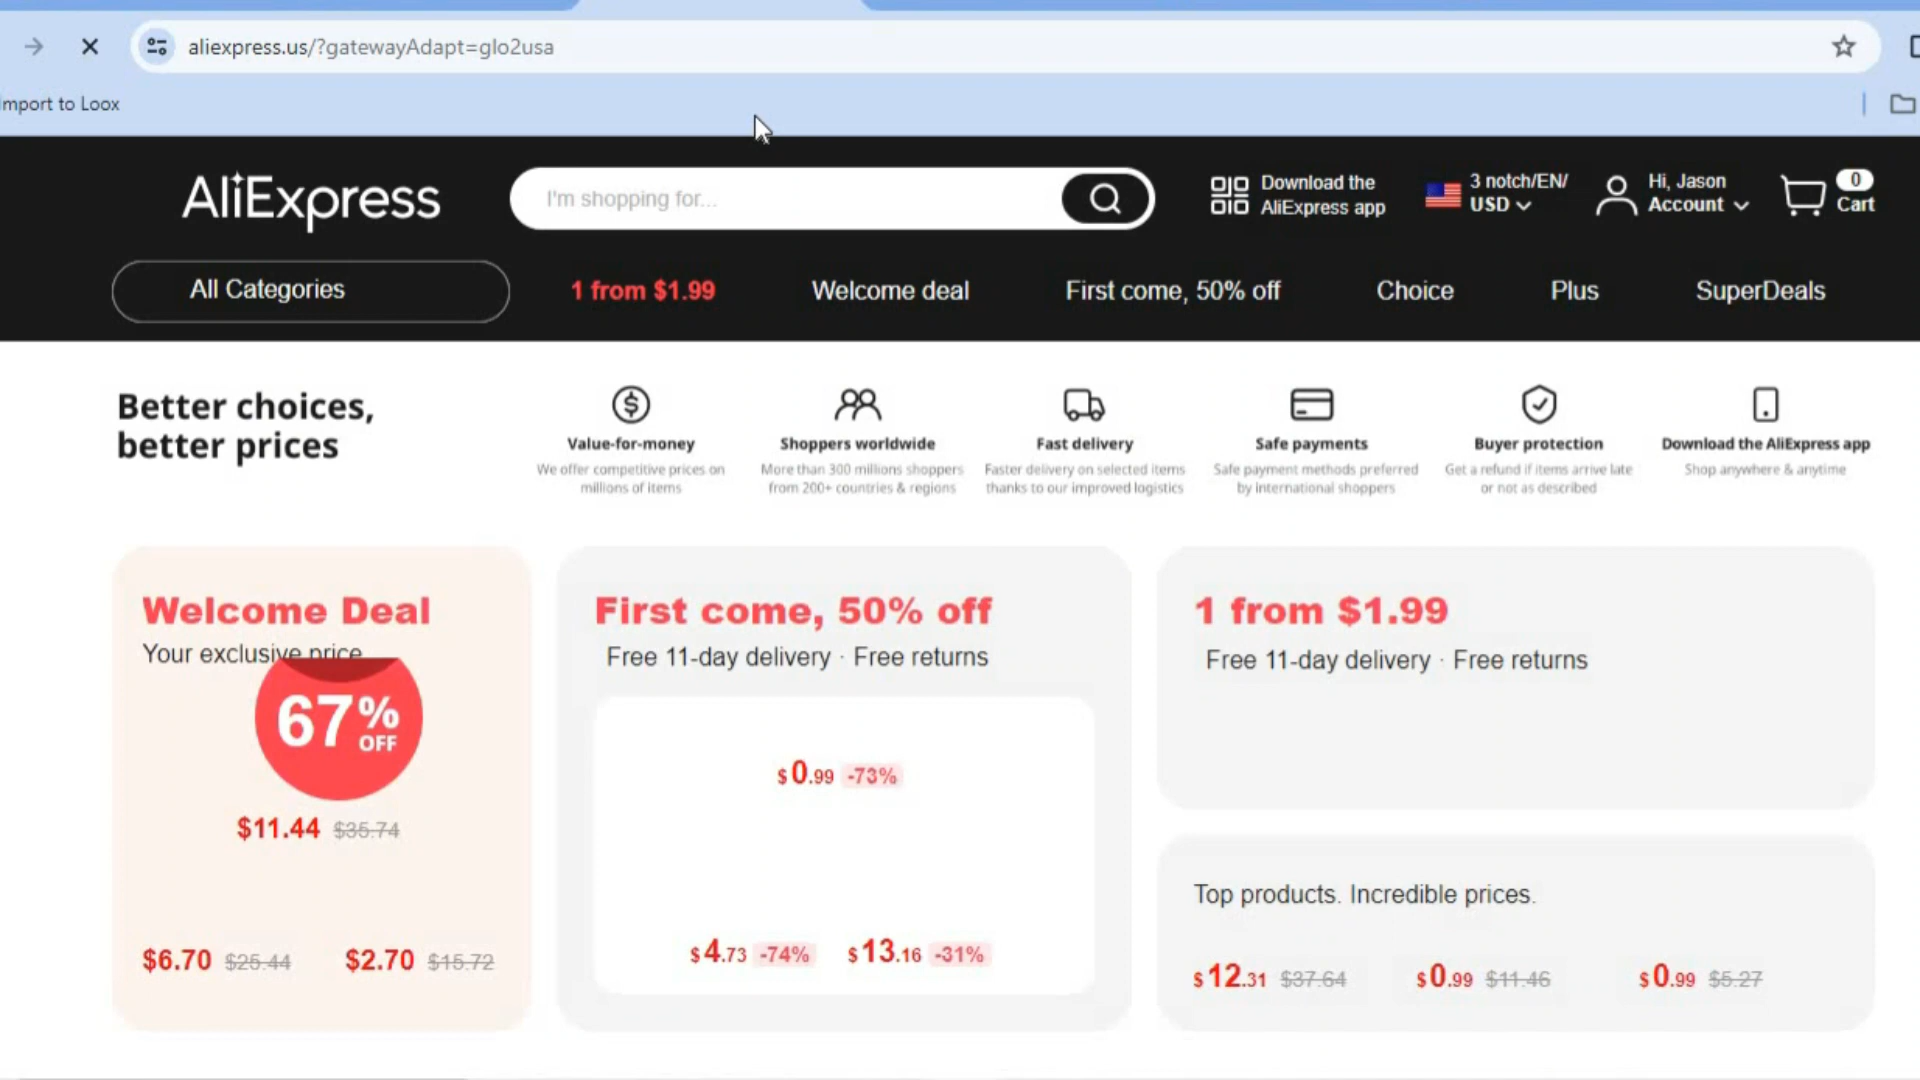 aliexpress.us/?gatewayAdapt=glo2usa
Import to Loox
AliExpress
I'm shopping for...
Download the
AliExpress app
3 notch/EN/
USD
Hi, Jason
Account
0
Cart
All Categories
1 from $1.99
Welcome deal
First come, 50% off
Choice
Plus
SuperDeals
Better choices,
better prices
Value-for-money
We offer competitive prices on
millions of items
Shoppers worldwide
More than 300 millions shoppers
from 200+ countries & regions
Fast delivery
Faster delivery on selected items
thanks to our improved logistics
Safe payments
Safe payment methods preferred
by international shoppers
Buyer protection
Get a refund if items arrive late
or not as described
Download the AliExpress app
Shop anywhere & anytime
Welcome Deal
Your exclusive price
67% OFF
$11.44 $35.74
$6.70 $25.44
$2.70 $15.72
First come, 50% off
Free 11-day delivery · Free returns
$0.99 -73%
$4.73 -74%
$13.16 -31%
1 from $1.99
Free 11-day delivery · Free returns
Top products. Incredible prices.
$12.31 $37.64
$0.99 $11.46
$0.99 $5.27